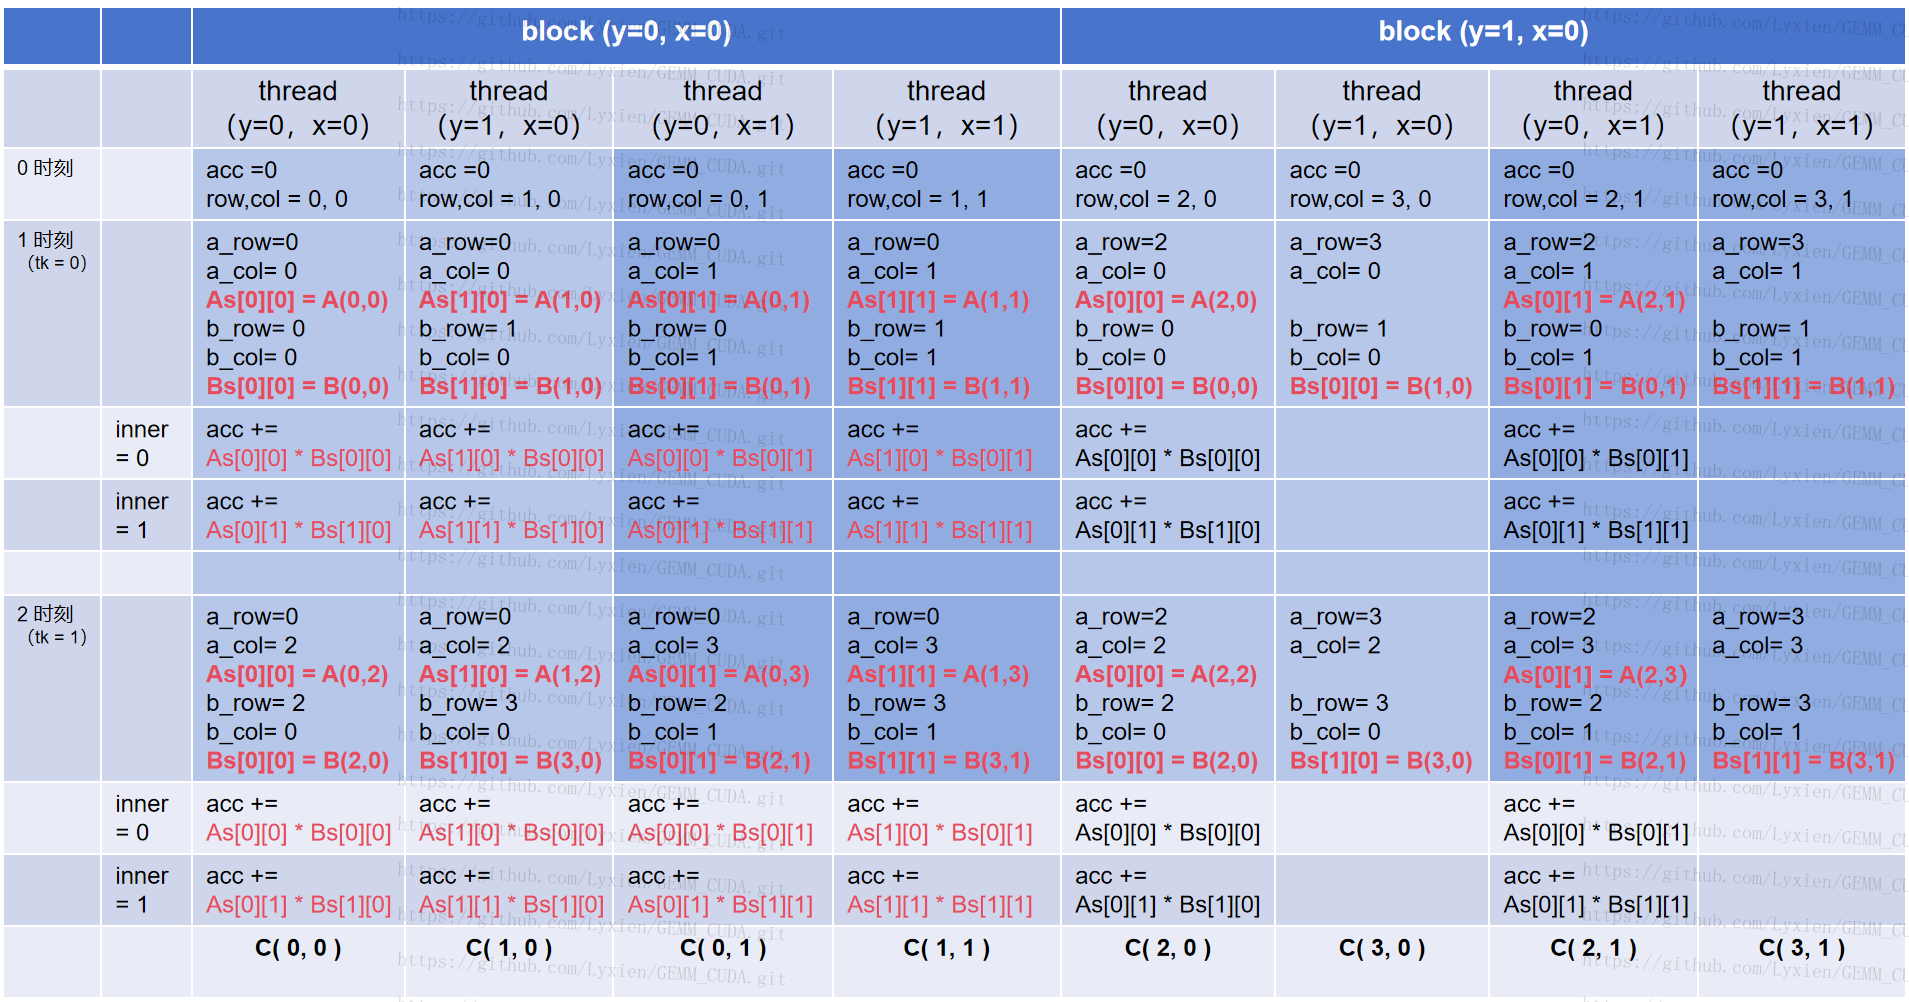 block (y=0, x=0)
block (y=1, x=0)
thread
(y=0, x=0)
thread
(y=1, x=0)
thread
(y=0, x=1)
thread
(y=1, x=1)
thread
(y=0, x=0)
thread
(y=1, x=0)
thread
(y=0, x=1)
thread
(y=1, x=1)
0 时刻
acc =0
row,col = 0, 0
acc =0
row,col = 1, 0
acc =0
row,col = 0, 1
acc =0
row,col = 1, 1
acc =0
row,col = 2, 0
acc =0
row,col = 3, 0
acc =0
row,col = 2, 1
acc =0
row,col = 3, 1
1 时刻
（tk = 0）
a_row=0
a_col= 0
As[0][0] = A(0,0)
b_row= 0
b_col= 0
Bs[0][0] = B(0,0)
a_row=0
a_col= 0
As[1][0] = A(1,0)
b_row= 1
b_col= 0
Bs[1][0] = B(1,0)
a_row=0
a_col= 1
As[0][1] = A(0,1)
b_row= 0
b_col= 1
Bs[0][1] = B(0,1)
a_row=0
a_col= 1
As[1][1] = A(1,1)
b_row= 1
b_col= 1
Bs[1][1] = B(1,1)
a_row=2
a_col= 0
As[0][0] = A(2,0)
b_row= 0
b_col= 0
Bs[0][0] = B(0,0)
a_row=3
a_col= 0
b_row= 1
b_col= 0
Bs[0][0] = B(1,0)
a_row=2
a_col= 1
As[0][1] = A(2,1)
b_row= 0
b_col= 1
Bs[0][1] = B(0,1)
a_row=3
a_col= 1
b_row= 1
b_col= 1
Bs[1][1] = B(1,1)
inner
= 0
acc +=
As[0][0] * Bs[0][0]
acc +=
As[1][0] * Bs[0][0]
acc +=
As[0][0] * Bs[0][1]
acc +=
As[1][0] * Bs[0][1]
acc +=
As[0][0] * Bs[0][0]
acc +=
As[0][0] * Bs[0][1]
inner
= 1
acc +=
As[0][1] * Bs[1][0]
acc +=
As[1][1] * Bs[1][0]
acc +=
As[0][1] * Bs[1][1]
acc +=
As[1][1] * Bs[1][1]
acc +=
As[0][1] * Bs[1][0]
acc +=
As[0][1] * Bs[1][1]
2 时刻
（tk = 1）
a_row=0
a_col= 2
As[0][0] = A(0,2)
b_row= 2
b_col= 0
Bs[0][0] = B(2,0)
a_row=0
a_col= 2
As[1][0] = A(1,2)
b_row= 3
b_col= 0
Bs[1][0] = B(3,0)
a_row=0
a_col= 3
As[0][1] = A(0,3)
b_row= 2
b_col= 1
Bs[0][1] = B(2,1)
a_row=0
a_col= 3
As[1][1] = A(1,3)
b_row= 3
b_col= 1
Bs[1][1] = B(3,1)
a_row=2
a_col= 2
As[0][0] = A(2,2)
b_row= 2
b_col= 0
Bs[0][0] = B(2,0)
a_row=3
a_col= 2
b_row= 3
b_col= 0
Bs[1][0] = B(3,0)
a_row=2
a_col= 3
As[0][1] = A(2,3)
b_row= 2
b_col= 1
Bs[0][1] = B(2,1)
a_row=3
a_col= 3
b_row= 3
b_col= 1
Bs[1][1] = B(3,1)
inner
= 0
acc +=
As[0][0] * Bs[0][0]
acc +=
As[1][0] * Bs[0][0]
acc +=
As[0][0] * Bs[0][1]
acc +=
As[1][0] * Bs[0][1]
acc +=
As[0][0] * Bs[0][0]
acc +=
As[0][0] * Bs[0][1]
inner
= 1
acc +=
As[0][1] * Bs[1][0]
acc +=
As[1][1] * Bs[1][0]
acc +=
As[0][1] * Bs[1][1]
acc +=
As[1][1] * Bs[1][1]
acc +=
As[0][1] * Bs[1][0]
acc +=
As[0][1] * Bs[1][1]
C( 0, 0 )
C( 1, 0 )
C( 0, 1 )
C( 1, 1 )
C( 2, 0 )
C( 3, 0 )
C( 2, 1 )
C( 3, 1 )
https://github.com/Lyxien/GEMM_CUDA.git